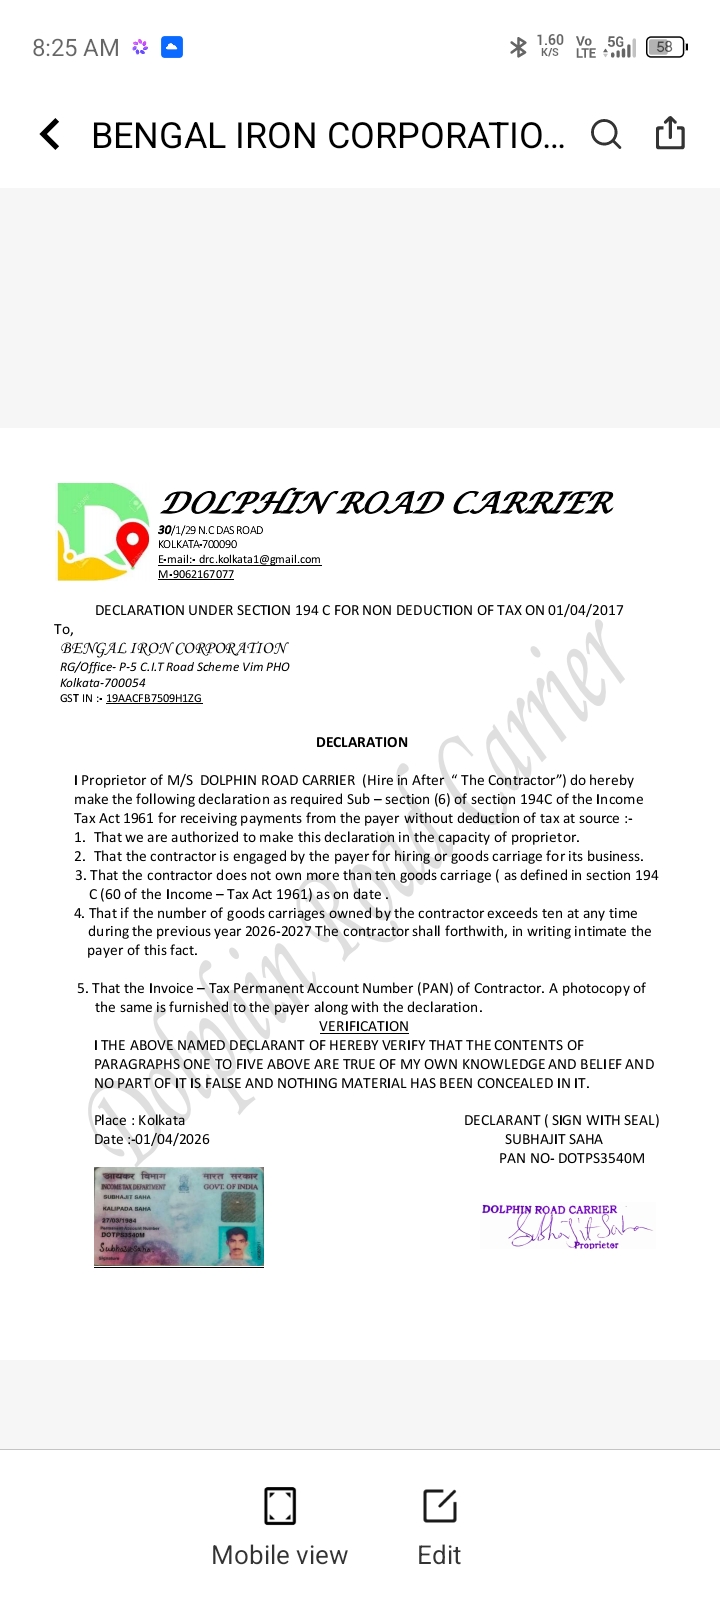 8:25 AM
1.60 K/S
Vo LTE
5G
58
BENGAL IRON CORPORATIO...
DOLPHIN ROAD CARRIER
30/1/29 N.C DAS ROAD
KOLKATA-700090
E-mail:- drc.kolkata1@gmail.com
M-9062167077
DECLARATION UNDER SECTION 194 C FOR NON DEDUCTION OF TAX ON 01/04/2017
To,
BENGAL IRON CORPORATION
RG/Office- P-5 C.I.T Road Scheme Vim PHO
Kolkata-700054
GST IN :- 19AACFB7509H1ZG
Dolphin Road Carrier
DECLARATION
I Proprietor of M/S DOLPHIN ROAD CARRIER (Hire in After “ The Contractor”) do hereby
make the following declaration as required Sub – section (6) of section 194C of the Income
Tax Act 1961 for receiving payments from the payer without deduction of tax at source :-
1. That we are authorized to make this declaration in the capacity of proprietor.
2. That the contractor is engaged by the payer for hiring or goods carriage for its business.
3. That the contractor does not own more than ten goods carriage ( as defined in section 194
C (60 of the Income – Tax Act 1961) as on date .
4. That if the number of goods carriages owned by the contractor exceeds ten at any time
during the previous year 2026-2027 The contractor shall forthwith, in writing intimate the
payer of this fact.
5. That the Invoice – Tax Permanent Account Number (PAN) of Contractor. A photocopy of
the same is furnished to the payer along with the declaration.
VERIFICATION
I THE ABOVE NAMED DECLARANT OF HEREBY VERIFY THAT THE CONTENTS OF
PARAGRAPHS ONE TO FIVE ABOVE ARE TRUE OF MY OWN KNOWLEDGE AND BELIEF AND
NO PART OF IT IS FALSE AND NOTHING MATERIAL HAS BEEN CONCEALED IN IT.
Place : Kolkata
Date :-01/04/2026
DECLARANT ( SIGN WITH SEAL)
SUBHAJIT SAHA
PAN NO- DOTPS3540M
आयकर विभाग भारत सरकार
INCOME TAX DEPARTMENT GOVT. OF INDIA
SUBHAJIT SAHA
KALIPADA SAHA
27/03/1984
Permanent Account Number
DOTPS3540M
Subhajit Saha
Signature
DOLPHIN ROAD CARRIER
Subhajit Saha
Proprietor
Mobile view
Edit